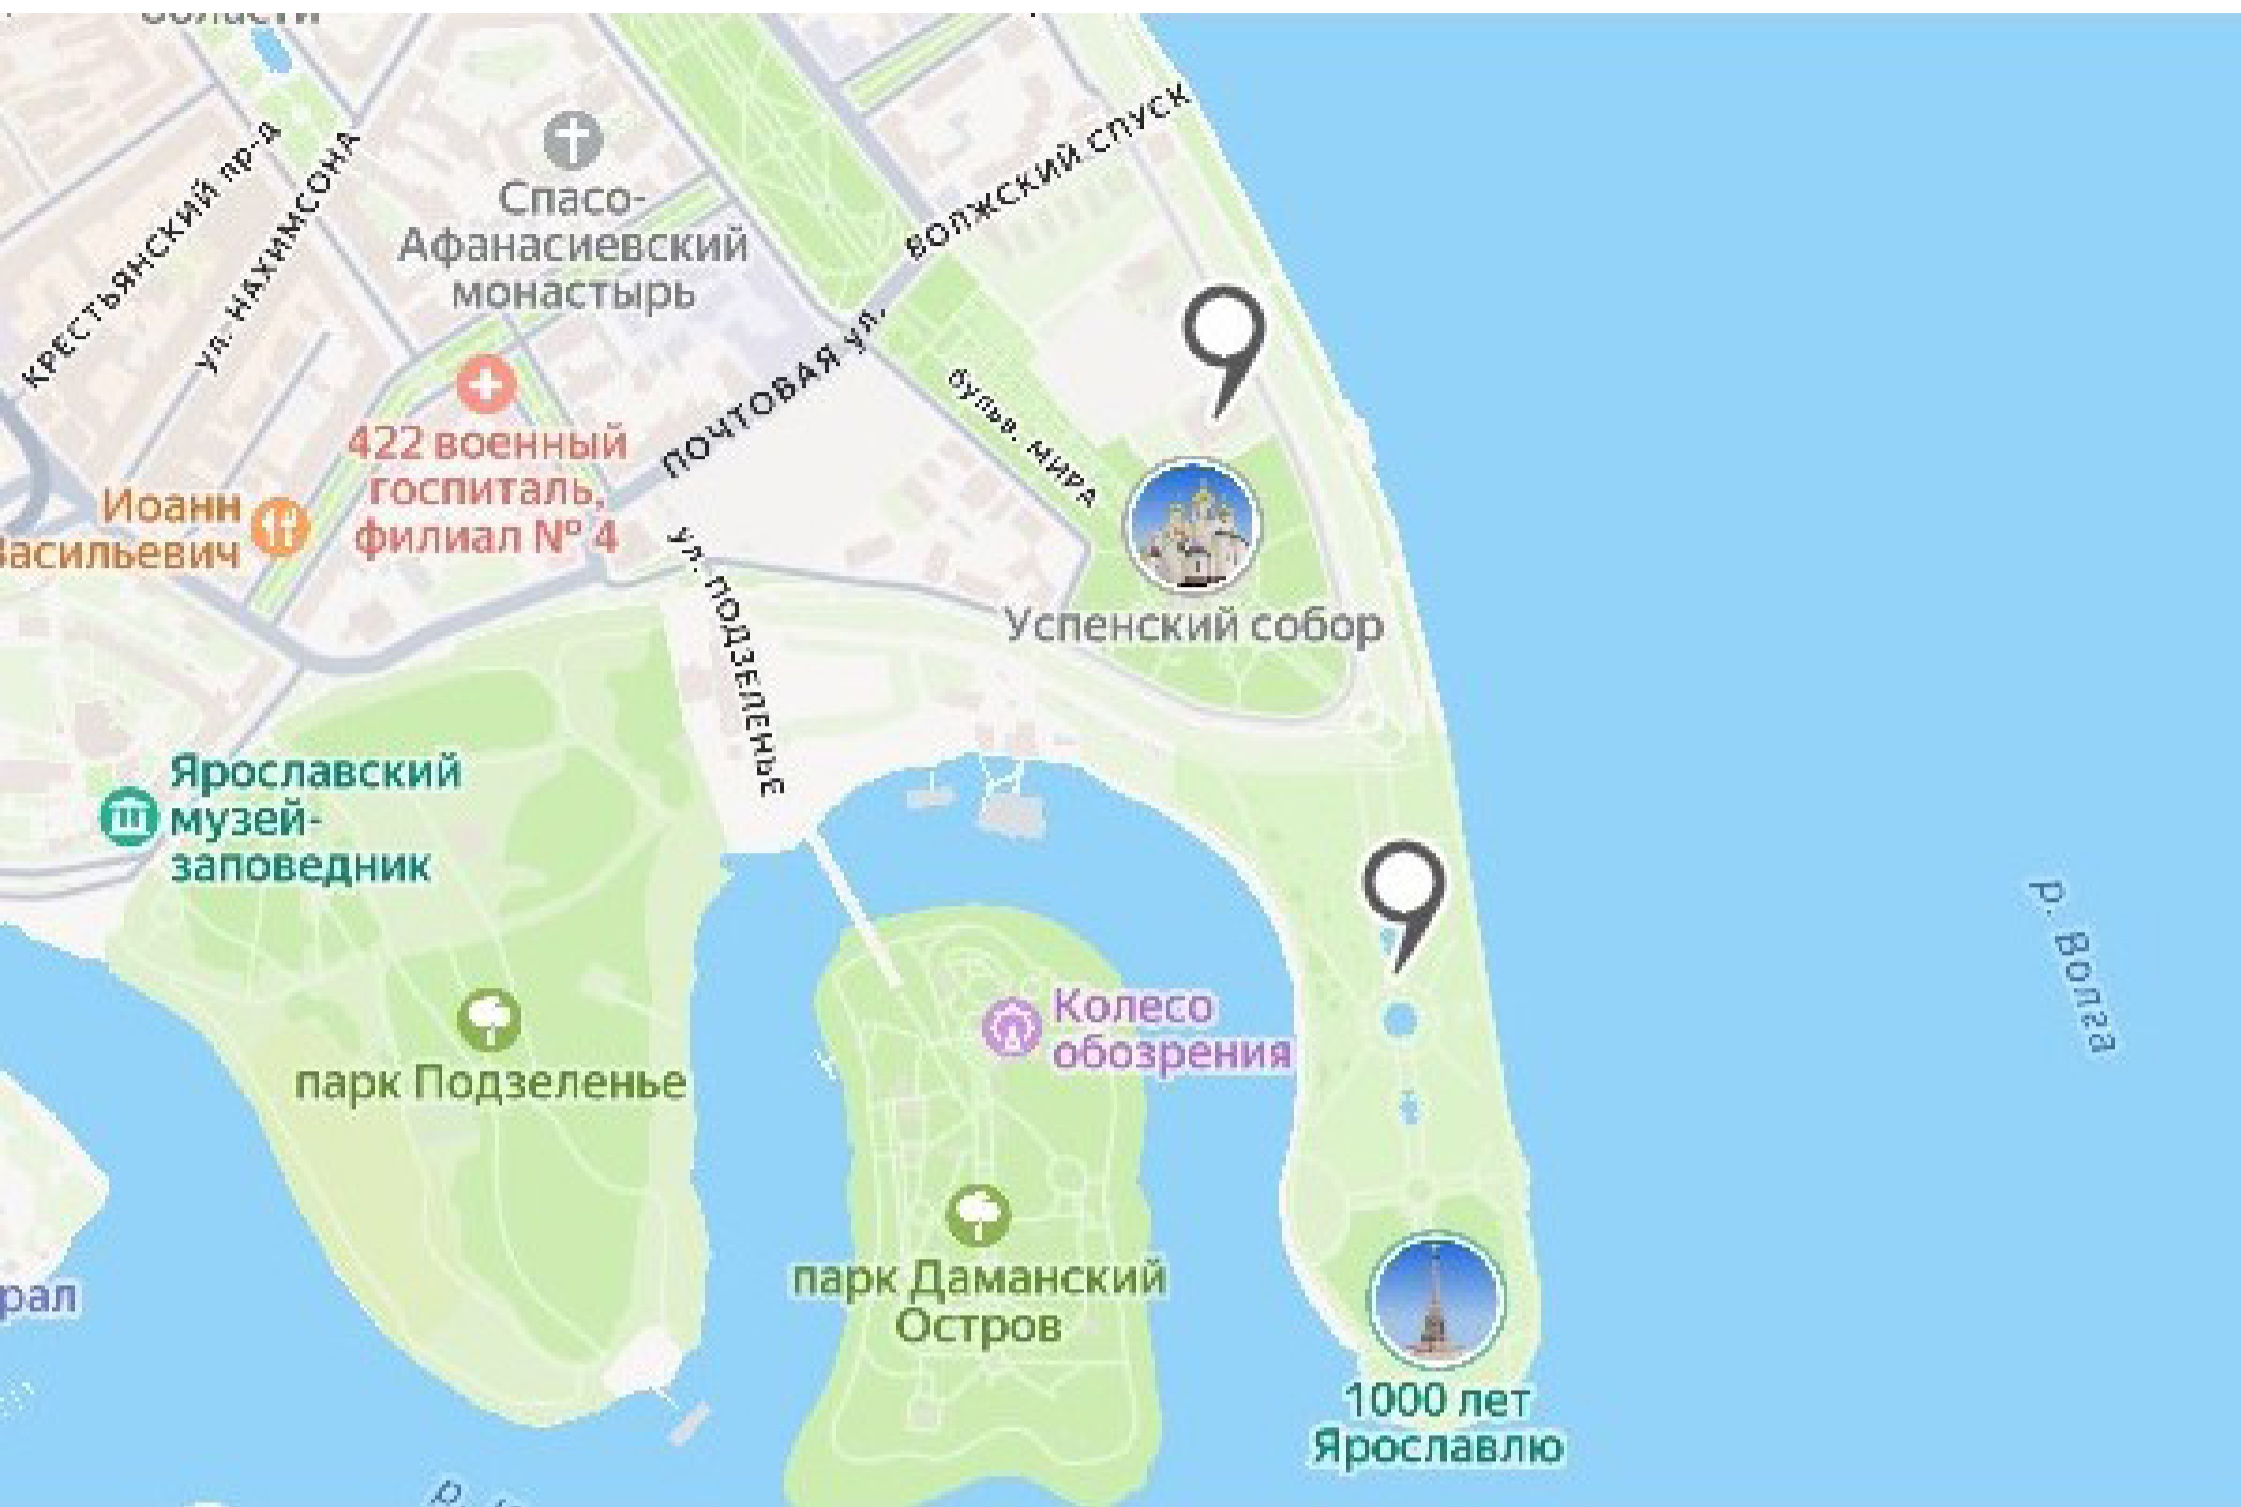 КРЕСТЬЯНСКИЙ пр-д
ул. НАХИМСОНА
Спасо-
Афанасиевский
монастырь
ВОЛЖСКИЙ СПУСК
ПОЧТОВАЯ ул.
бульв. МИРА
422 военный
госпиталь,
филиал № 4
Иоанн
Васильевич
ул. ПОДЗЕЛЕНЬЕ
Успенский собор
Ярославский
музей-
заповедник
р. Волга
Колесо
обозрения
парк Подзеленье
парк Даманский
Остров
1000 лет
Ярославлю